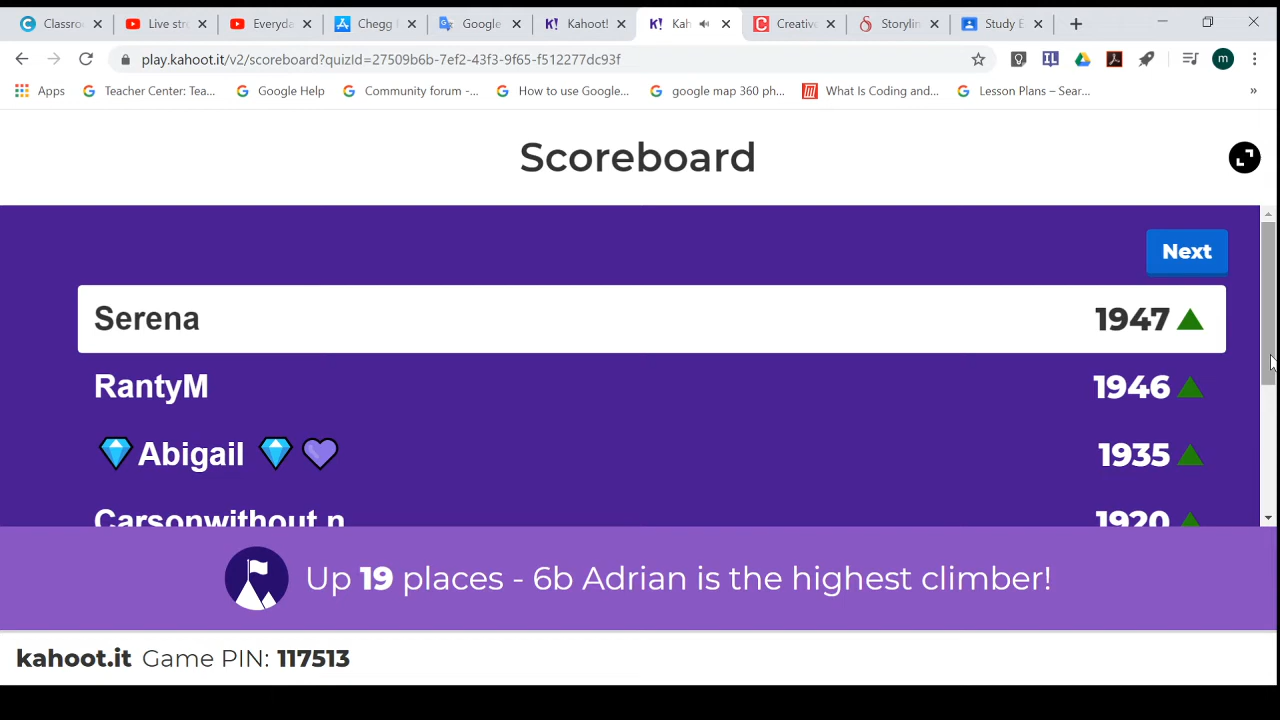 Classroo
Live str
Everyda
Chegg I
Google
Kahoot!
Kah
Creative
Storylin
Study E
play.kahoot.it/v2/scoreboard?quizId=27509b6b-7ef2-43f3-9f65-f512277dc93f
m
Apps
Teacher Center: Tea...
Google Help
Community forum -...
How to use Google...
google map 360 ph...
What Is Coding and...
Lesson Plans – Sear...
»
Scoreboard
Next
Serena 1947
RantyM 1946
💎Abigail 💎💜 1935
Carsonwithout n 1920
Up 19 places - 6b Adrian is the highest climber!
kahoot.it Game PIN: 117513